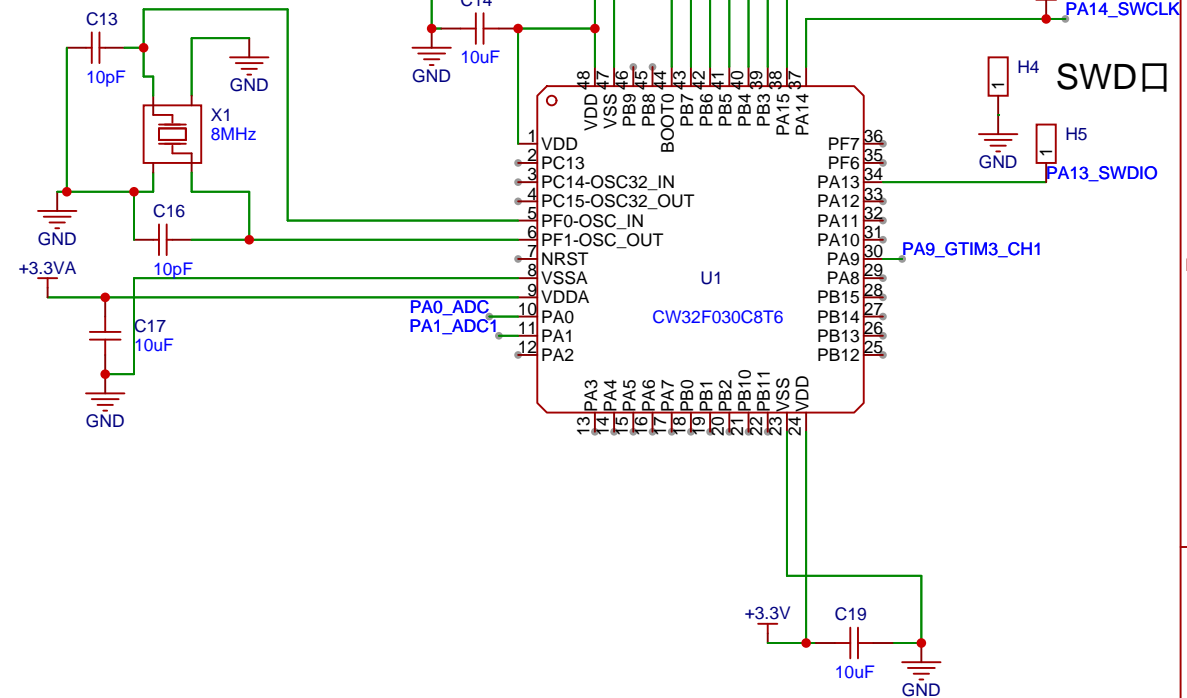 C14
10uF
GND
PA14_SWCLK
C13
10pF
GND
X1
8MHz
GND
C16
10pF
+3.3VA
C17
10uF
GND
H4
1
GND
SWD口
H5
1
PA13_SWDIO
48 47 46 45 44 43 42 41 40 39 38 37
VDD VSS PB9 PB8 BOOT0 PB7 PB6 PB5 PB4 PB3 PA15 PA14
1 VDD
2 PC13
3 PC14-OSC32_IN
4 PC15-OSC32_OUT
5 PF0-OSC_IN
6 PF1-OSC_OUT
7 NRST
8 VSSA
9 VDDA
PA0_ADC 10 PA0
PA1_ADC1 11 PA1
12 PA2
U1
CW32F030C8T6
PF7 36
PF6 35
PA13 34
PA12 33
PA11 32
PA10 31
PA9 30 PA9_GTIM3_CH1
PA8 29
PB15 28
PB14 27
PB13 26
PB12 25
PA3 PA4 PA5 PA6 PA7 PB0 PB1 PB2 PB10 PB11 VSS VDD
13 14 15 16 17 18 19 20 21 22 23 24
+3.3V
C19
10uF
GND